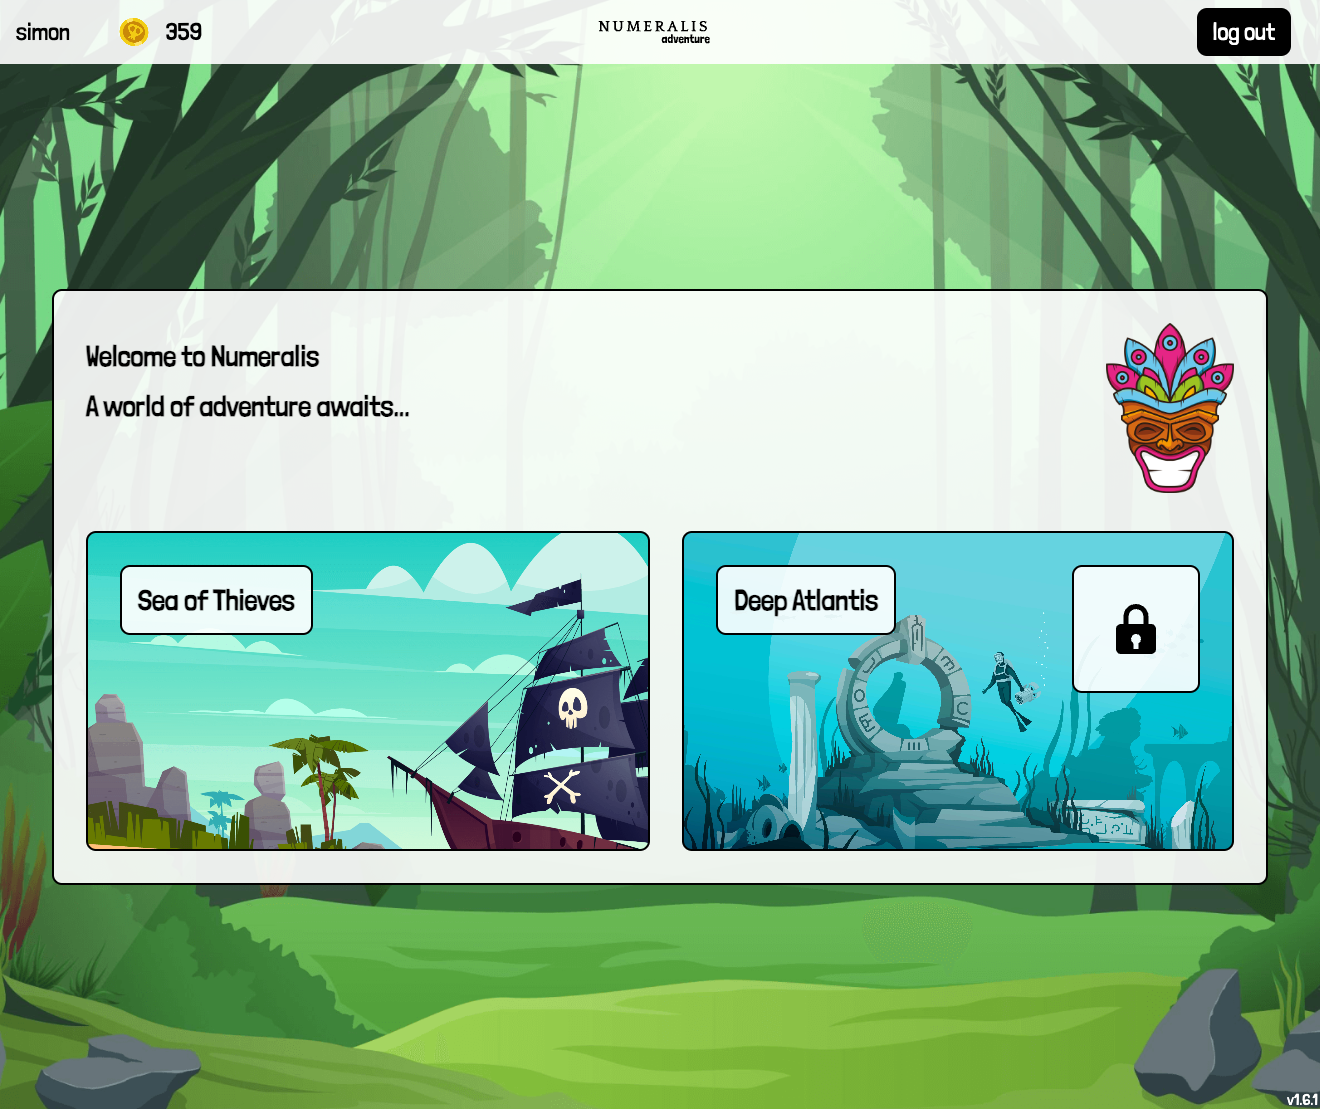 simon
359
NUMERALIS
adventure
log out
Welcome to Numeralis
A world of adventure awaits...
Sea of Thieves
Deep Atlantis
v1.6.1